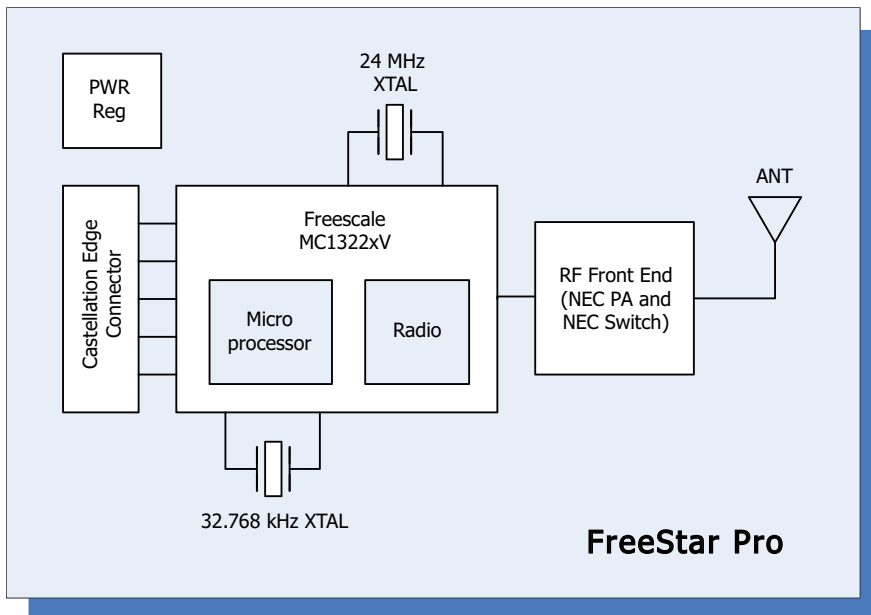 24 MHz
XTAL
PWR
Reg
ANT
Castellation Edge
Connector
Freescale
MC1322xV
Micro
processor
Radio
RF Front End
(NEC PA and
NEC Switch)
32.768 kHz XTAL
FreeStar Pro